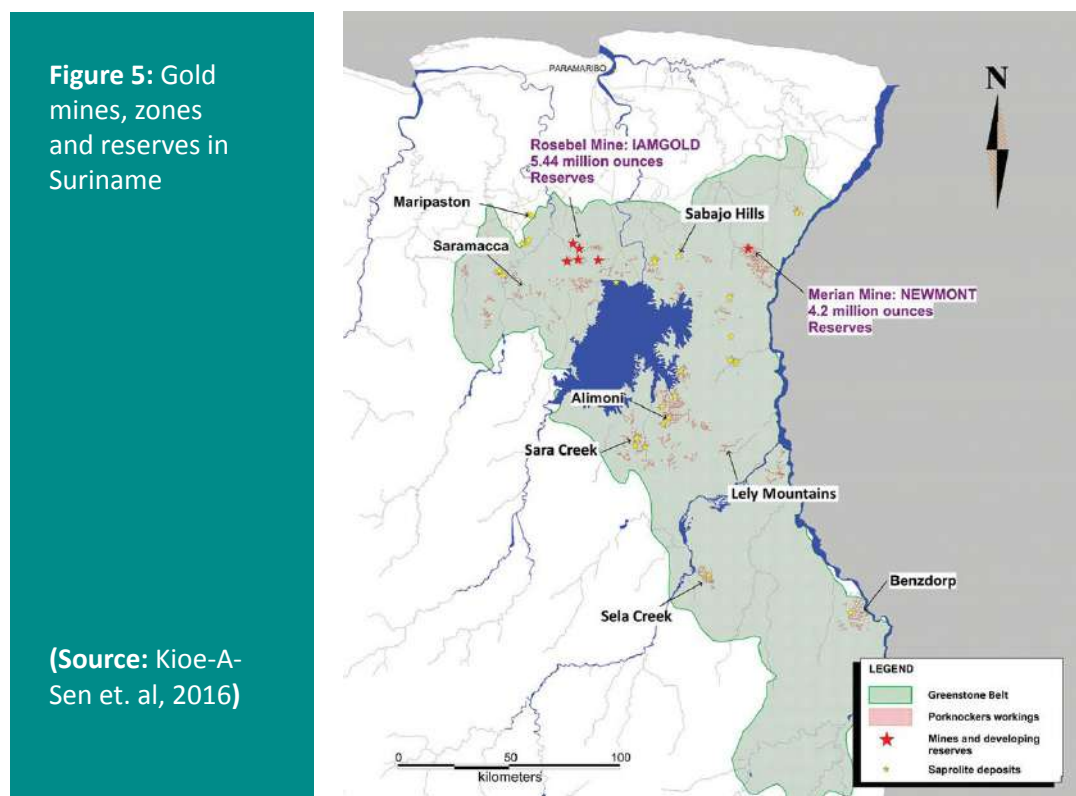 Figure 5: Gold
mines, zones
and reserves in
Suriname
(Source: Kioe-A-
Sen et. al, 2016)
PARAMARIBO
N
Rosebel Mine: IAMGOLD
5.44 million ounces
Reserves
Maripaston
Sabajo Hills
Saramacca
Merian Mine: NEWMONT
4.2 million ounces
Reserves
Alimoni
Sara Creek
Lely Mountains
Benzdorp
Sela Creek
LEGEND
Greenstone Belt
Porknockers workings
Mines and developing
reserves
Saprolite deposits
0 50 100
kilometers